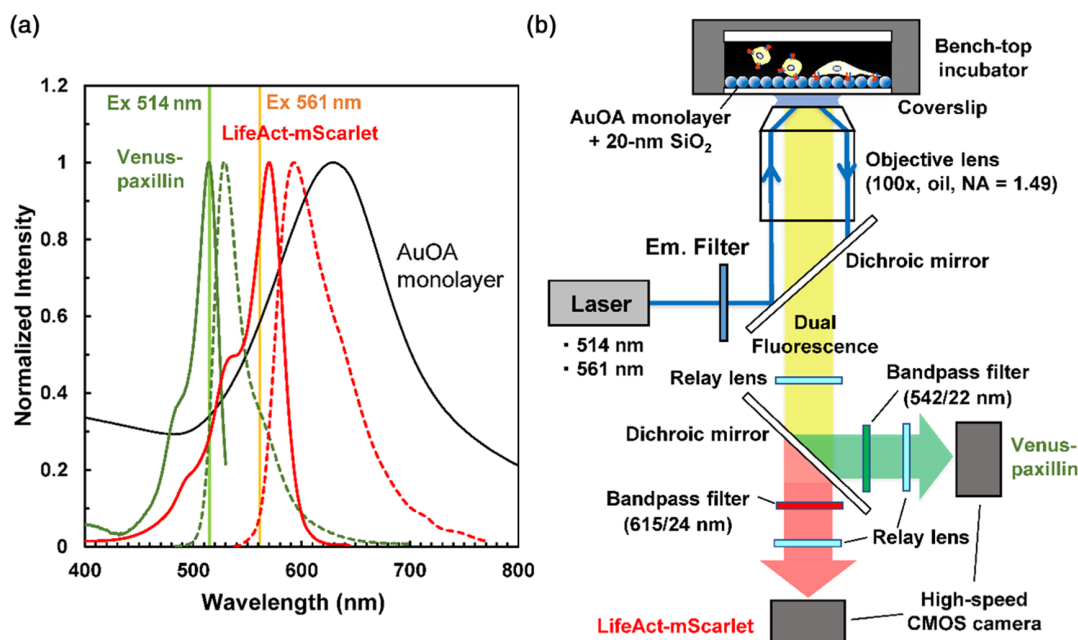 (a)
1.2
1
0.8
0.6
0.4
0.2
0
Normalized Intensity
400
500
600
700
800
Wavelength (nm)
Ex 514 nm
Ex 561 nm
LifeAct-mScarlet
Venus-
paxillin
AuOA
monolayer
(b)
Bench-top
incubator
Coverslip
AuOA monolayer
+ 20-nm SiO2
Objective lens
(100x, oil, NA = 1.49)
Em. Filter
Dichroic mirror
Laser
· 514 nm
· 561 nm
Dual
Fluorescence
Relay lens
Bandpass filter
(542/22 nm)
Dichroic mirror
Venus-
paxillin
Bandpass filter
(615/24 nm)
Relay lens
High-speed
CMOS camera
LifeAct-mScarlet